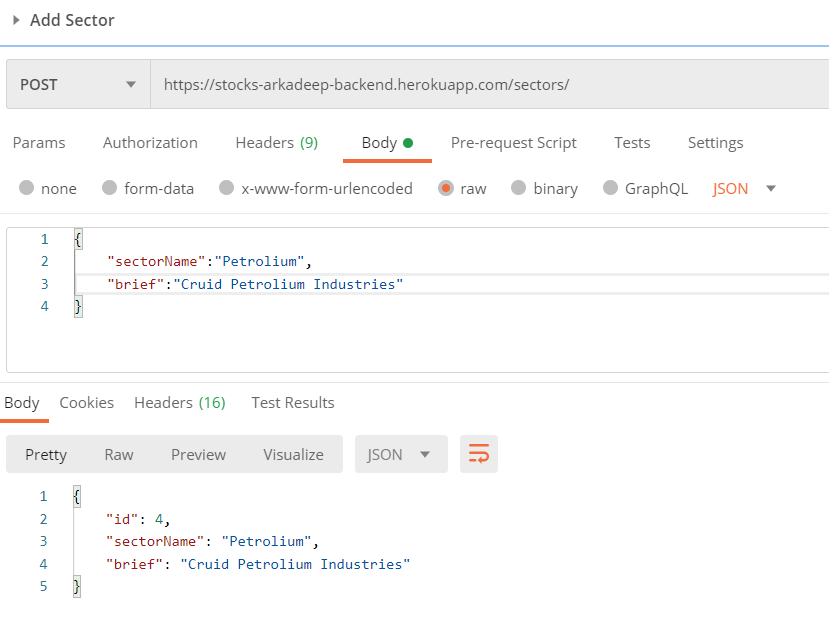 Add Sector
POST https://stocks-arkadeep-backend.herokuapp.com/sectors/
Params Authorization Headers (9) Body Pre-request Script Tests Settings
none form-data x-www-form-urlencoded raw binary GraphQL JSON
1 {
2 "sectorName":"Petrolium",
3 "brief":"Cruid Petrolium Industries"
4 }
Body Cookies Headers (16) Test Results
Pretty Raw Preview Visualize JSON
1 {
2 "id": 4,
3 "sectorName": "Petrolium",
4 "brief": "Cruid Petrolium Industries"
5 }